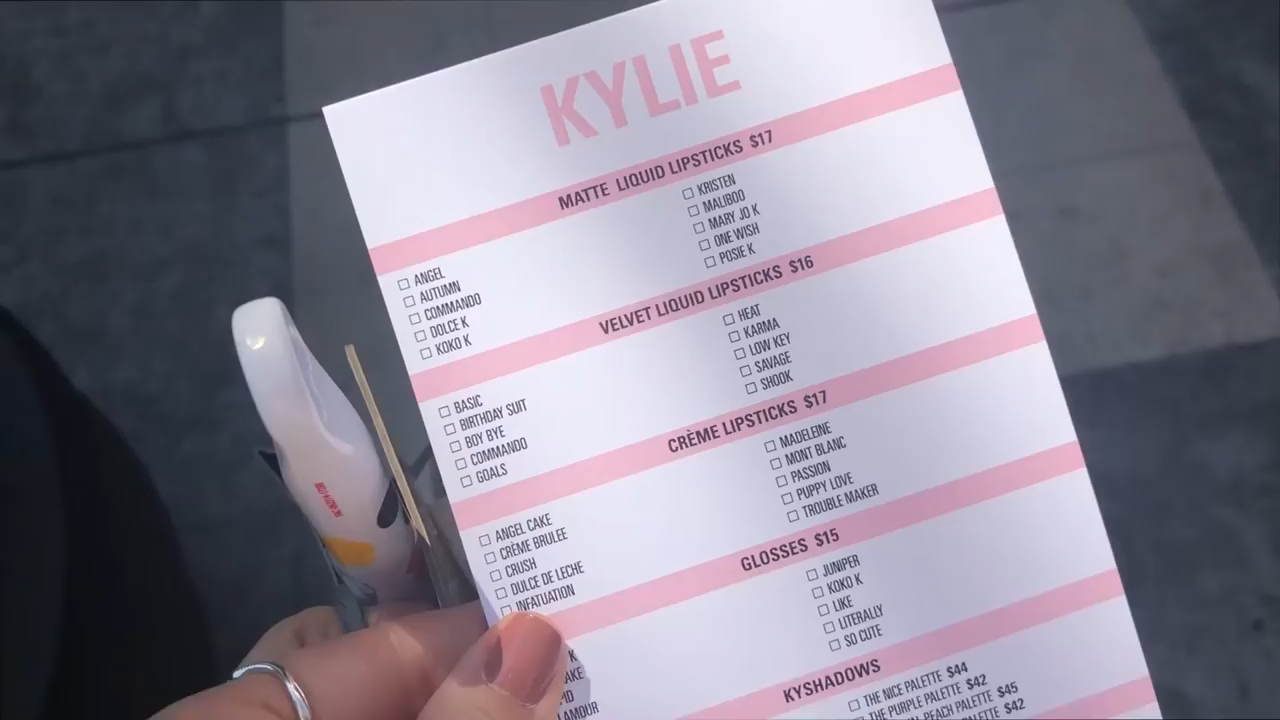 KYLIE
MATTE LIQUID LIPSTICKS $17
ANGEL
AUTUMN
COMMANDO
DOLCE K
KOKO K
KRISTEN
MALIBOO
MARY JO K
ONE WISH
POSIE K
VELVET LIQUID LIPSTICKS $16
BASIC
BIRTHDAY SUIT
BOY BYE
COMMANDO
GOALS
HEAT
KARMA
LOW KEY
SAVAGE
SHOOK
CRÈME LIPSTICKS $17
ANGEL CAKE
CRÈME BRULEE
CRUSH
DULCE DE LECHE
INFATUATION
MADELEINE
MONT BLANC
PASSION
PUPPY LOVE
TROUBLE MAKER
GLOSSES $15
JUNIPER
KOKO K
LIKE
LITERALLY
SO CUTE
KYSHADOWS
THE NICE PALETTE $44
THE PURPLE PALETTE $42
PEACH PALETTE $45
PALETTE $42